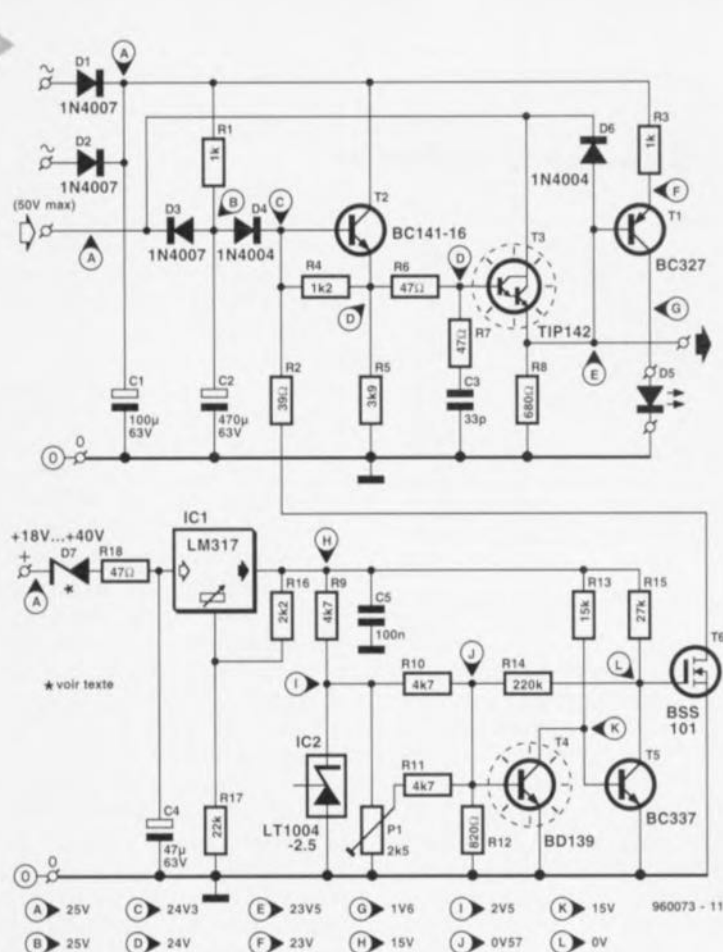 D1
A
1N4007
D2
1N4007
R1
1k
R3
1k
D6
1N4004
F
(50V max)
A
D3
1N4007
B
D4
1N4004
C
T2
BC141-16
T1
BC327
R4
1k2
R6
47Ω
D
D
T3
TIP142
G
R7
47Ω
R2
39Ω
R5
3k9
R8
680Ω
E
D5
C1
100µ
63V
C2
470µ
63V
C3
33p
0
0
+18V...+40V
+
D7
*
A
R18
47Ω
IC1
LM317
H
R16
2k2
R9
4k7
C5
100n
R13
15k
R15
27k
T6
BSS
101
* voir texte
I
R10
4k7
J
R14
220k
L
K
IC2
LT1004
-2.5
R11
4k7
T4
BD139
T5
BC337
R17
22k
P1
2k5
820Ω
R12
C4
47µ
63V
0
0
A 25V
C 24V3
E 23V5
G 1V6
I 2V5
K 15V
960073 - 11
B 25V
D 24V
F 23V
H 15V
J 0V57
L 0V